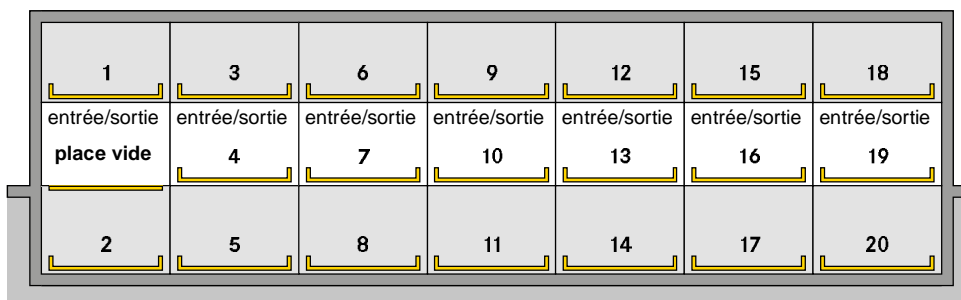 1 3 6 9 12 15 18
entrée/sortie entrée/sortie entrée/sortie entrée/sortie entrée/sortie entrée/sortie entrée/sortie
place vide 4 7 10 13 16 19
2 5 8 11 14 17 20